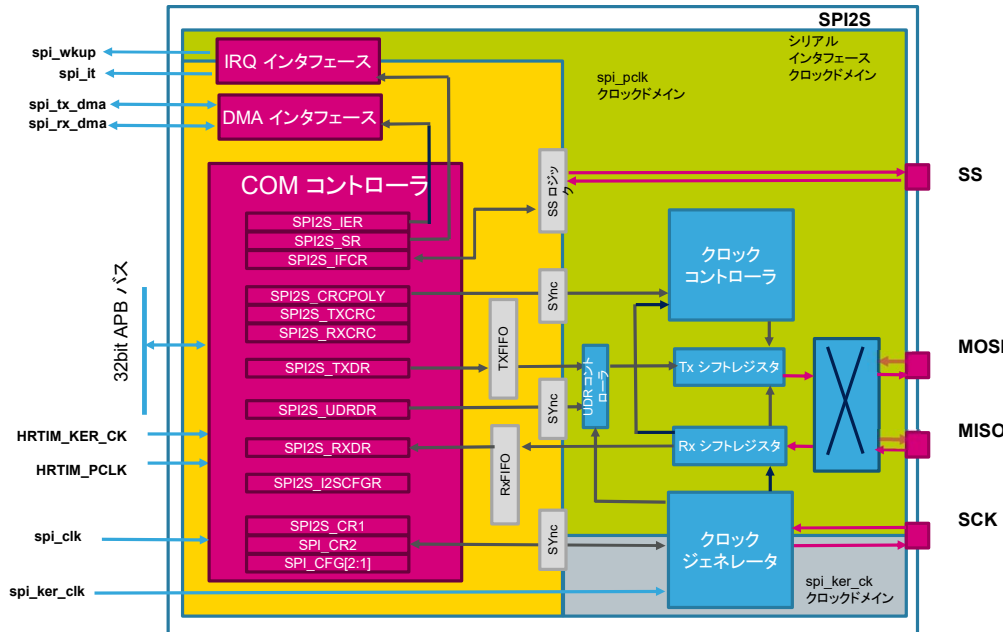 SPI2S
シリアル
インタフェース
クロックドメイン
spi_pclk
クロックドメイン
spi_wkup
spi_it
IRQ インタフェース
spi_tx_dma
spi_rx_dma
DMA インタフェース
COM コントローラ
SPI2S_IER
SPI2S_SR
SPI2S_IFCR
SPI2S_CRCPOLY
SPI2S_TXCRC
SPI2S_RXCRC
SPI2S_TXDR
SPI2S_UDRDR
SPI2S_RXDR
SPI2S_I2SCFGR
SPI2S_CR1
SPI_CR2
SPI_CFG[2:1]
32bit APB バス
HRTIM_KER_CK
HRTIM_PCLK
spi_clk
spi_ker_clk
SS ロジック
SYnc
TXFIFO
SYnc
RxFIFO
SYnc
UDR コント
ローラ
クロック
コントローラ
Tx シフトレジスタ
Rx シフトレジスタ
クロック
ジェネレータ
spi_ker_ck
クロックドメイン
SS
MOSI
MISO
SCK